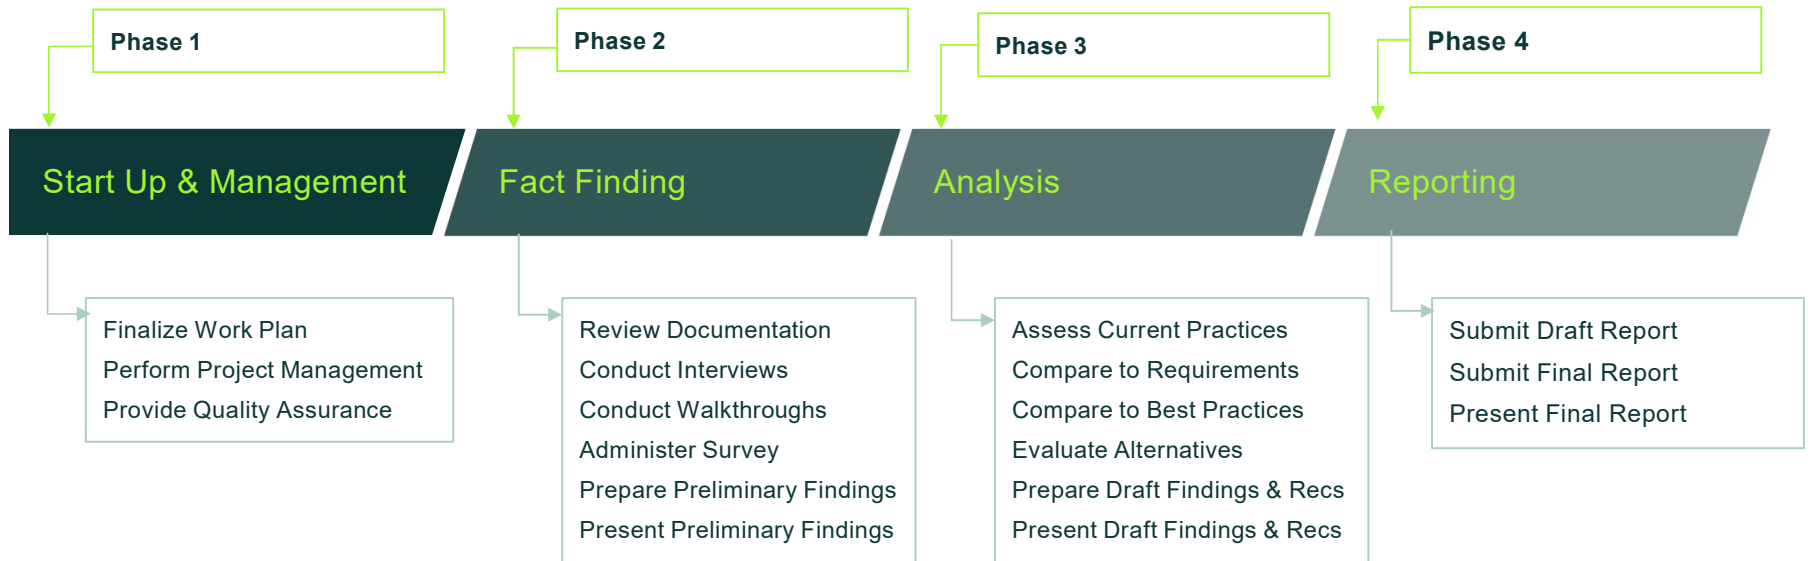 Phase 1
Phase 2
Phase 3
Phase 4
Start Up & Management
Fact Finding
Analysis
Reporting
Finalize Work Plan
Perform Project Management
Provide Quality Assurance
Review Documentation
Conduct Interviews
Conduct Walkthroughs
Administer Survey
Prepare Preliminary Findings
Present Preliminary Findings
Assess Current Practices
Compare to Requirements
Compare to Best Practices
Evaluate Alternatives
Prepare Draft Findings & Recs
Present Draft Findings & Recs
Submit Draft Report
Submit Final Report
Present Final Report